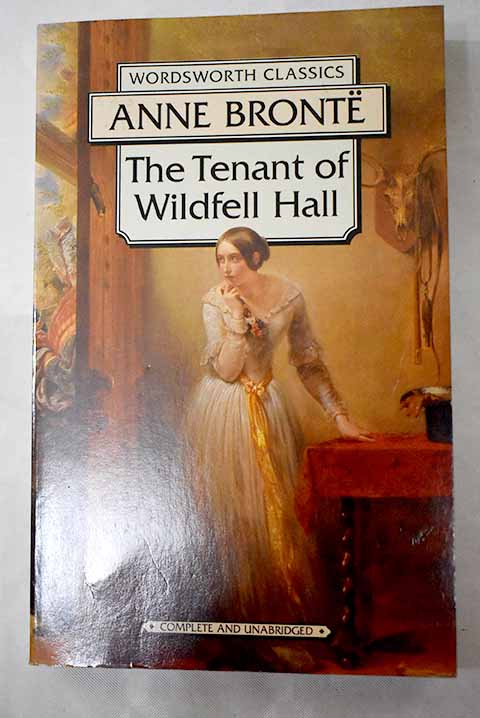 WORDSWORTH CLASSICS
ANNE BRONTË
The Tenant of
Wildfell Hall
COMPLETE AND UNABRIDGED